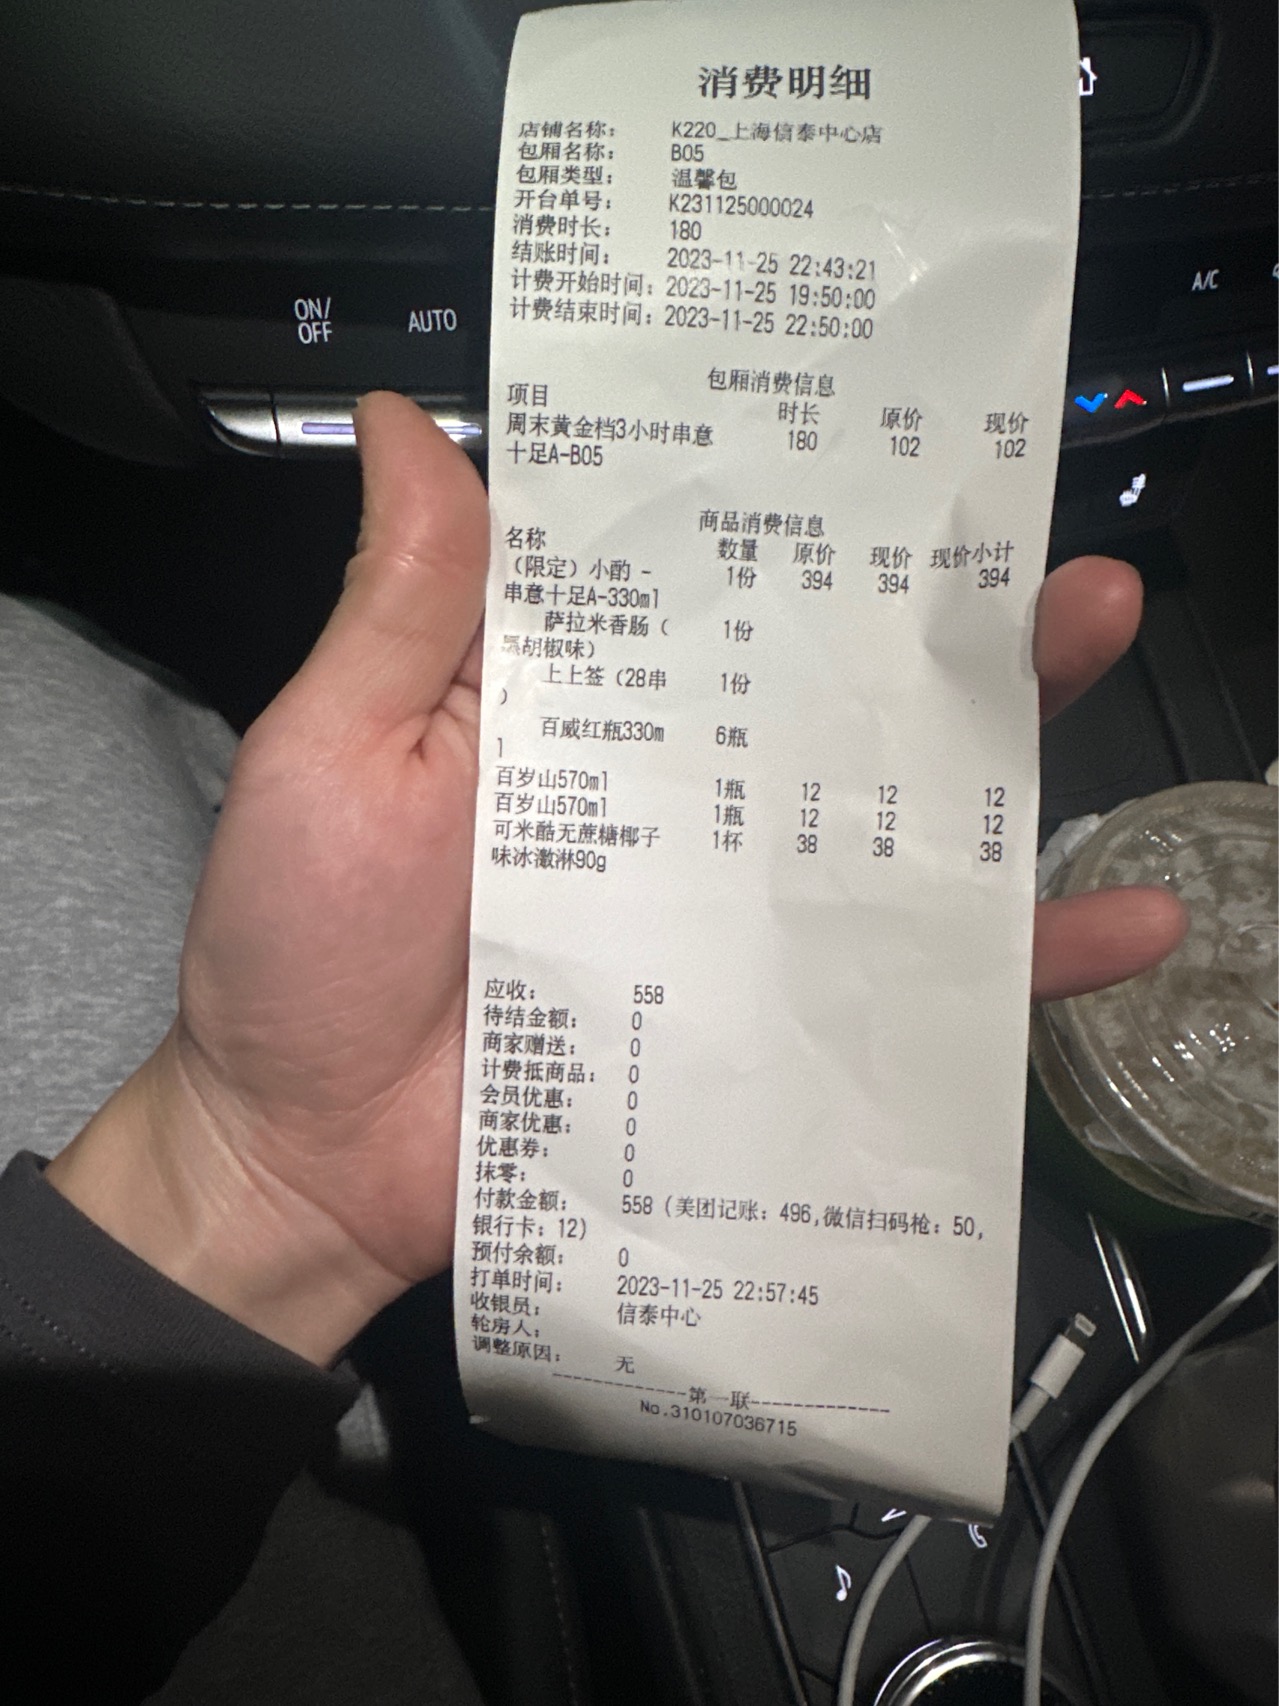 消费明细
店铺名称： K220_上海信泰中心店
包厢名称： B05
包厢类型： 温馨包
开台单号： K231125000024
消费时长： 180
结账时间： 2023-11-25 22:43:21
计费开始时间：2023-11-25 19:50:00
计费结束时间：2023-11-25 22:50:00
包厢消费信息
项目 时长 原价 现价
周末黄金档3小时串意 180 102 102
十足A-B05
商品消费信息
名称 数量 原价 现价 现价小计
（限定）小酌 - 1份 394 394 394
串意十足A-330ml
萨拉米香肠（ 1份
黑胡椒味）
上上签（28串 1份
）
百威红瓶330m 6瓶
l
百岁山570ml 1瓶 12 12 12
百岁山570ml 1瓶 12 12 12
可米酷无蔗糖椰子 1杯 38 38 38
味冰激淋90g
应收： 558
待结金额： 0
商家赠送： 0
计费抵商品： 0
会员优惠： 0
商家优惠： 0
优惠券： 0
抹零： 0
付款金额： 558（美团记账：496,微信扫码枪：50,
银行卡：12）
预付余额： 0
打单时间： 2023-11-25 22:57:45
收银员： 信泰中心
轮房人：
调整原因： 无
-------------第一联-------------
No.310107036715
ON/
OFF
AUTO
A/C